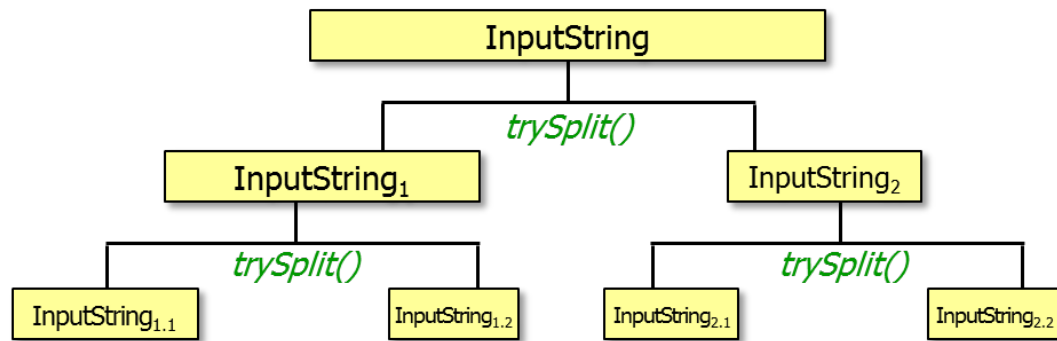 InputString
trySplit()
InputString₁
InputString₂
trySplit()
trySplit()
InputString₁.₁
InputString₁.₂
InputString₂.₁
InputString₂.₂